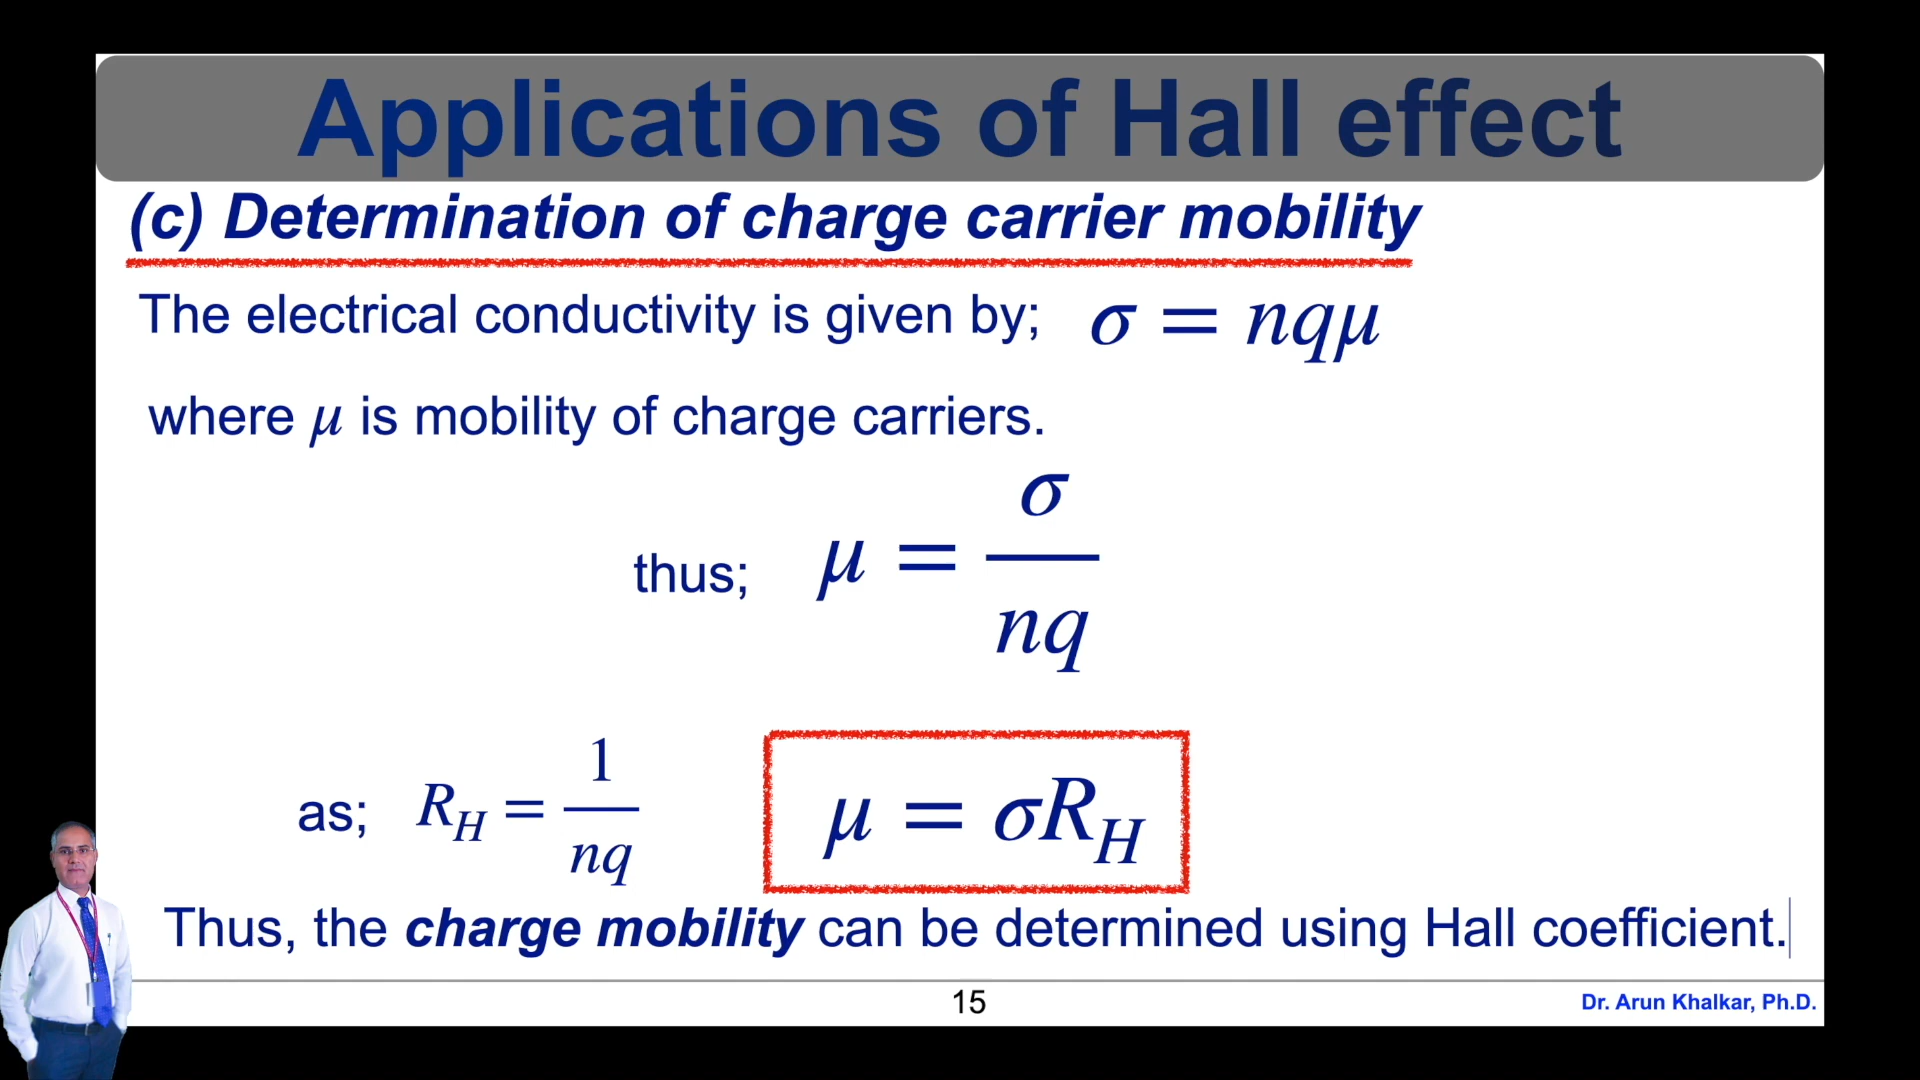 Applications of Hall effect
(c) Determination of charge carrier mobility
The electrical conductivity is given by; σ = nqμ
where μ is mobility of charge carriers.
thus; μ = σ/nq
as; R_H = 1/nq
μ = σR_H
Thus, the charge mobility can be determined using Hall coefficient.
15
Dr. Arun Khalkar, Ph.D.